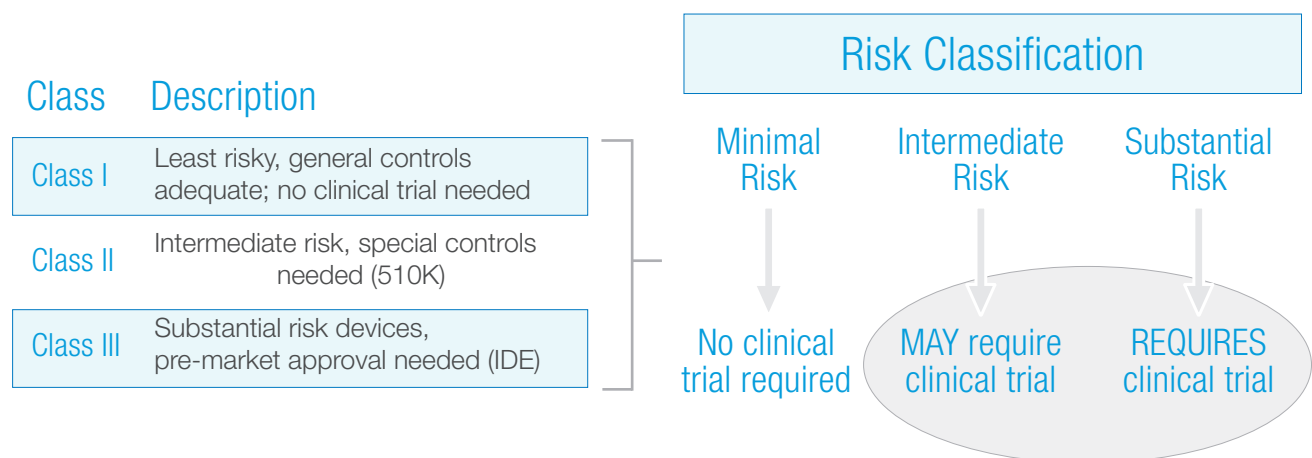 Class Description
Class I
Least risky, general controls
adequate; no clinical trial needed
Class II
Intermediate risk, special controls
needed (510K)
Class III
Substantial risk devices,
pre-market approval needed (IDE)
Risk Classification
Minimal
Risk
Intermediate
Risk
Substantial
Risk
No clinical
trial required
MAY require
clinical trial
REQUIRES
clinical trial